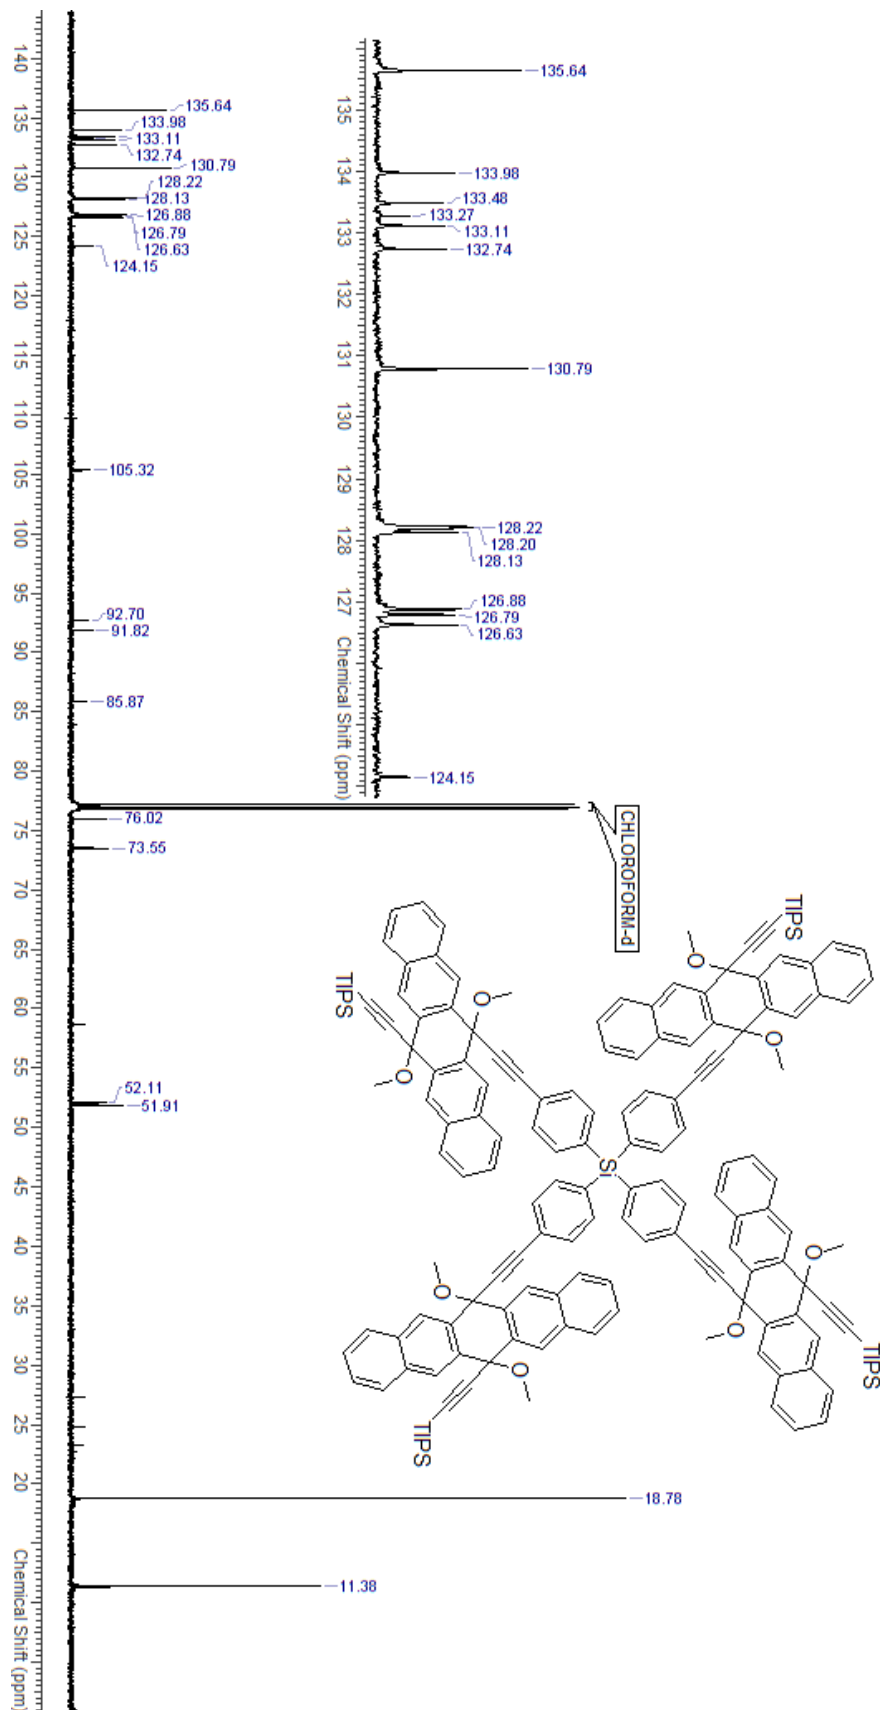 135.64
133.98
133.11
132.74
130.79
128.22
128.13
126.88
126.79
126.63
124.15
105.32
92.70
91.82
85.87
76.02
73.55
52.11
51.91
18.78
11.38
140 135 130 125 120 115 110 105 100 95 90 85 80 75 70 65 60 55 50 45 40 35 30 25 20 Chemical Shift (ppm)
135.64
133.98
133.48
133.27
133.11
132.74
130.79
128.22
128.20
128.13
126.88
126.79
126.63
124.15
135 134 133 132 131 130 129 128 127 Chemical Shift (ppm)
CHLOROFORM-d
TIPS
O
O
TIPS
O
O
Si
O
O
TIPS
O
O
TIPS